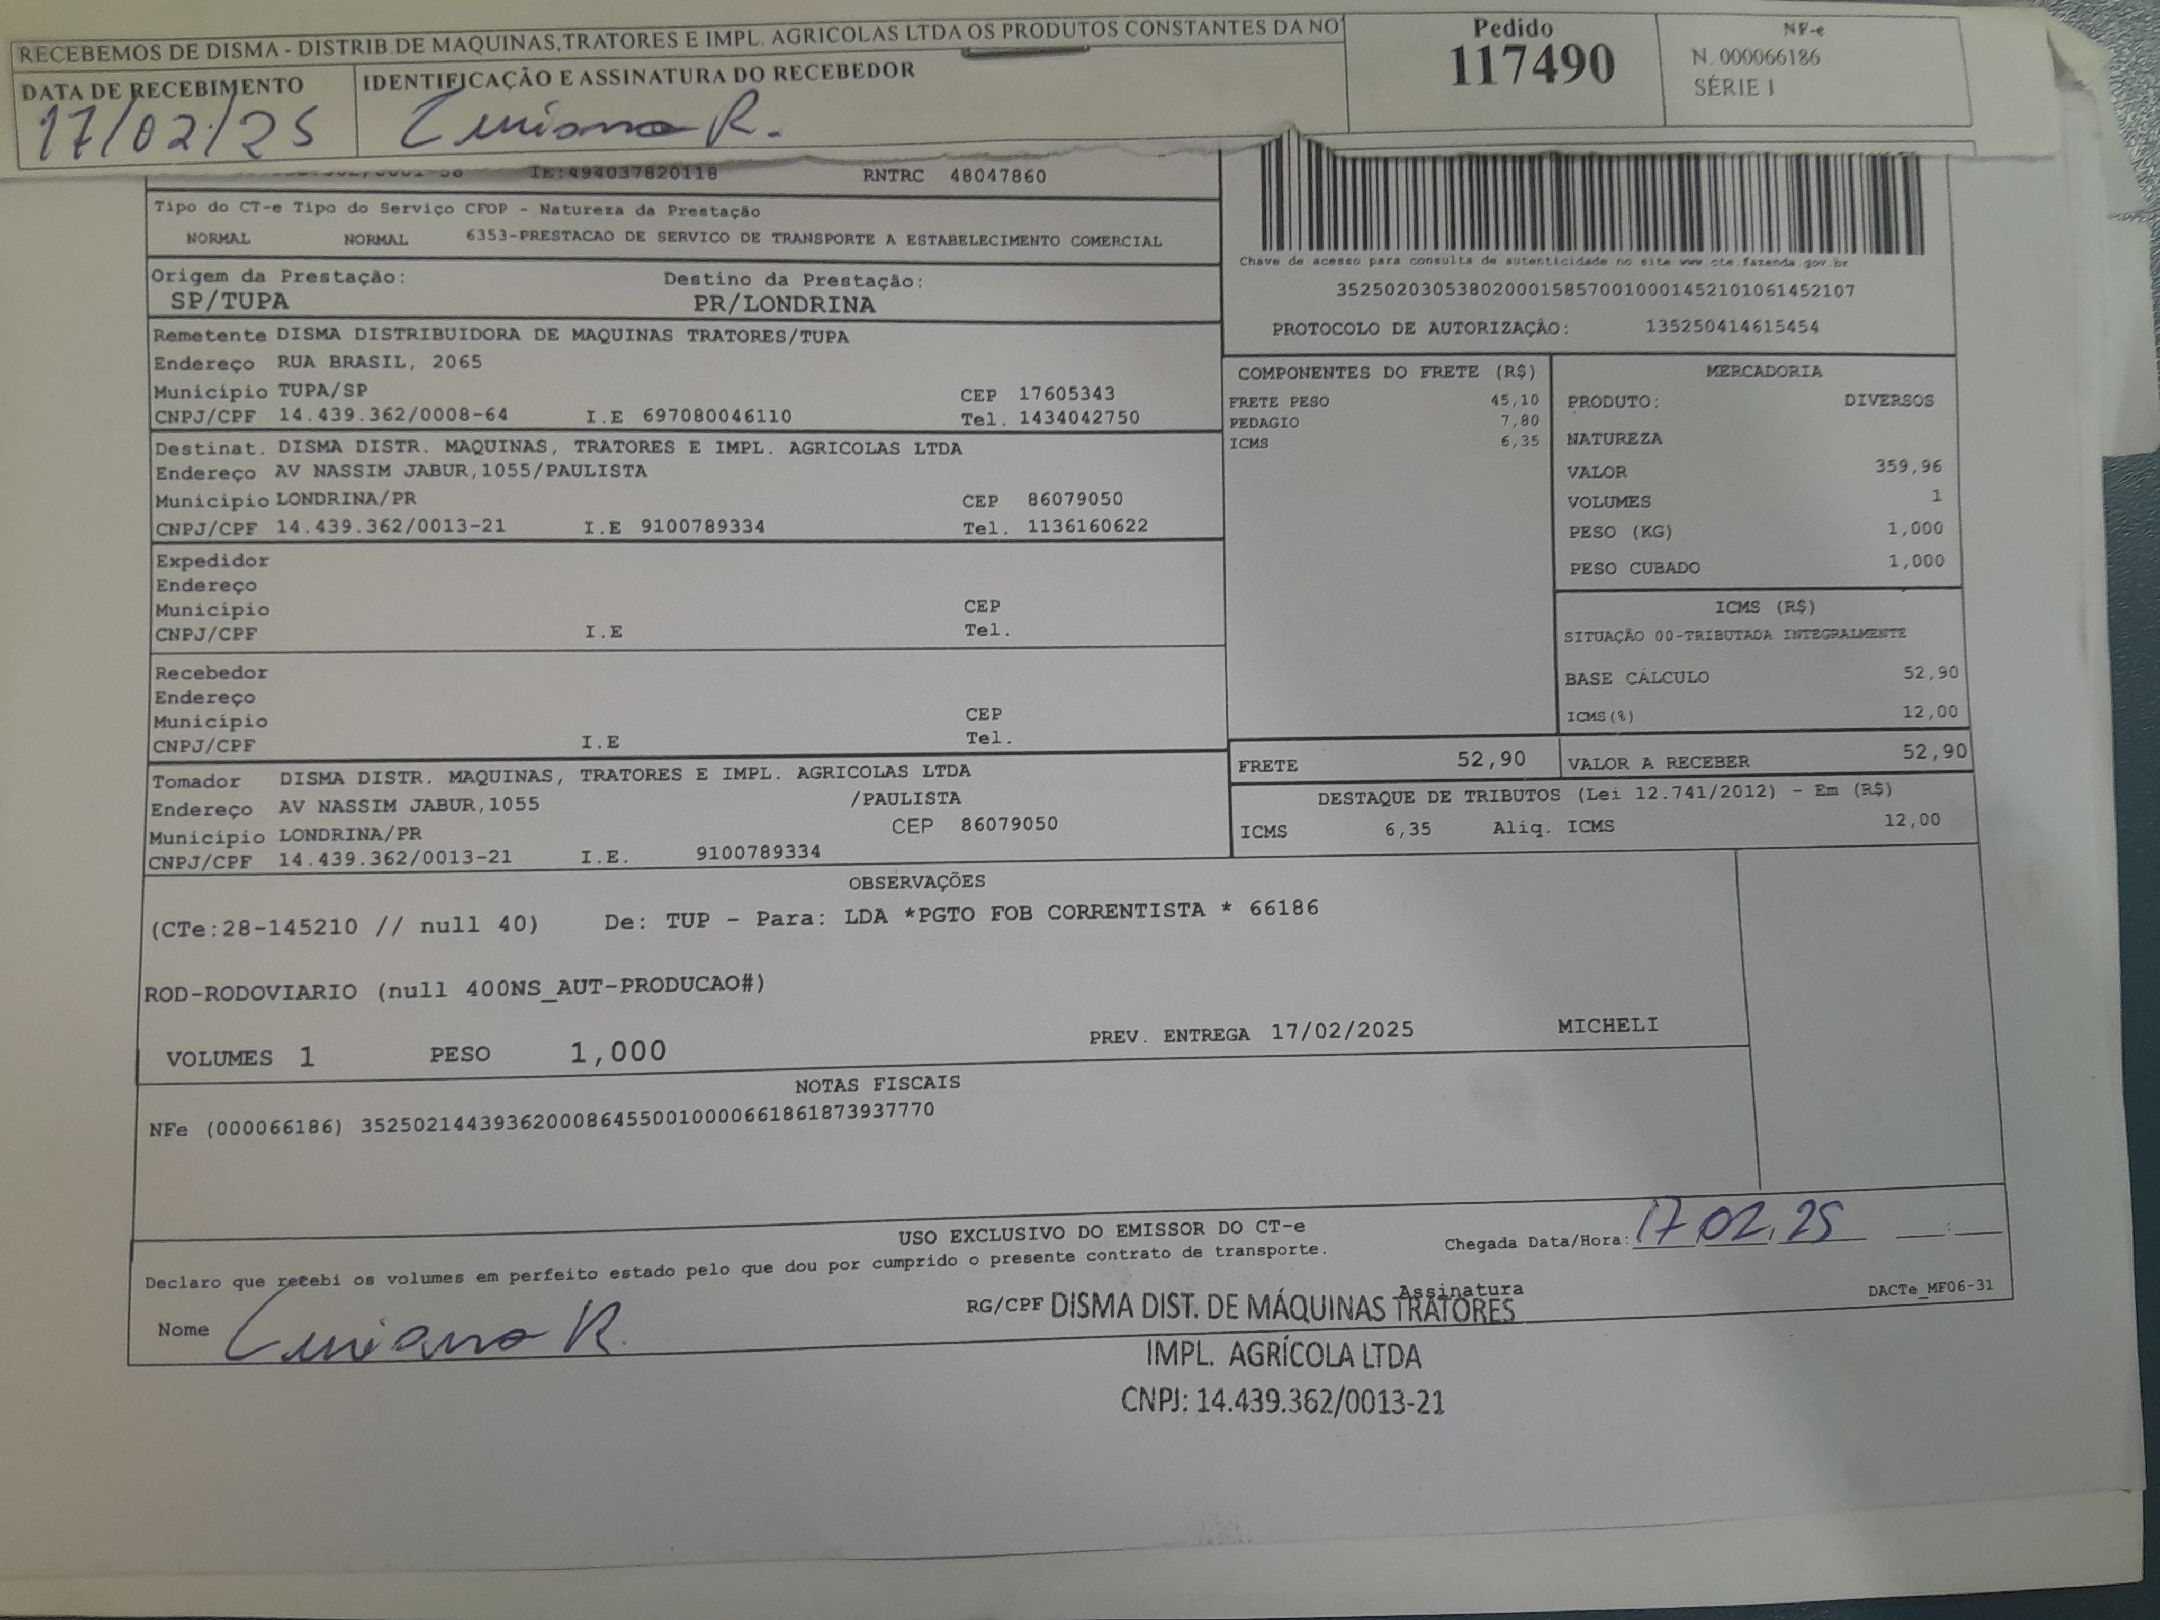 RECEBEMOS DE DISMA - DISTRIB.DE MAQUINAS,TRATORES E IMPL. AGRICOLAS LTDA OS PRODUTOS CONSTANTES DA NO
DATA DE RECEBIMENTO
17/02/25
IDENTIFICAÇÃO E ASSINATURA DO RECEBEDOR
R.
Pedido
117490
NF-e
N. 000066186
SÉRIE 1
IE:494037820118 RNTRC 48047860
Tipo do CT-e Tipo do Serviço CFOP - Natureza da Prestação
NORMAL NORMAL 6353-PRESTACAO DE SERVICO DE TRANSPORTE A ESTABELECIMENTO COMERCIAL
Origem da Prestação: Destino da Prestação:
SP/TUPA PR/LONDRINA
Chave de acesso para consulta de autenticidade no site www.cte.fazenda.gov.br
35250203053802000158570010001452101061452107
PROTOCOLO DE AUTORIZAÇÃO: 135250414615454
Remetente DISMA DISTRIBUIDORA DE MAQUINAS TRATORES/TUPA
Endereço RUA BRASIL, 2065
Município TUPA/SP CEP 17605343
CNPJ/CPF 14.439.362/0008-64 I.E 697080046110 Tel. 1434042750
Destinat. DISMA DISTR. MAQUINAS, TRATORES E IMPL. AGRICOLAS LTDA
Endereço AV NASSIM JABUR,1055/PAULISTA
Município LONDRINA/PR CEP 86079050
CNPJ/CPF 14.439.362/0013-21 I.E 9100789334 Tel. 1136160622
Expedidor
Endereço
Município CEP
CNPJ/CPF I.E Tel.
Recebedor
Endereço
Município CEP
CNPJ/CPF I.E Tel.
Tomador DISMA DISTR. MAQUINAS, TRATORES E IMPL. AGRICOLAS LTDA
Endereço AV NASSIM JABUR,1055 /PAULISTA
Município LONDRINA/PR CEP 86079050
CNPJ/CPF 14.439.362/0013-21 I.E. 9100789334
COMPONENTES DO FRETE (R$)
FRETE PESO 45,10
PEDAGIO 7,80
ICMS 6,35
MERCADORIA
PRODUTO: DIVERSOS
NATUREZA
VALOR 359,96
VOLUMES 1
PESO (KG) 1,000
PESO CUBADO 1,000
ICMS (R$)
SITUAÇÃO 00-TRIBUTADA INTEGRALMENTE
BASE CÁLCULO 52,90
ICMS(%) 12,00
FRETE 52,90 VALOR A RECEBER 52,90
DESTAQUE DE TRIBUTOS (Lei 12.741/2012) - Em (R$)
ICMS 6,35 Aliq. ICMS 12,00
OBSERVAÇÕES
(CTe:28-145210 // null 40) De: TUP - Para: LDA *PGTO FOB CORRENTISTA * 66186
ROD-RODOVIARIO (null 400NS_AUT-PRODUCAO#)
VOLUMES 1 PESO 1,000 PREV. ENTREGA 17/02/2025 MICHELI
NOTAS FISCAIS
NFe (000066186) 35250214439362000864550010000661861873937770
USO EXCLUSIVO DO EMISSOR DO CT-e
Declaro que recebi os volumes em perfeito estado pelo que dou por cumprido o presente contrato de transporte.
Chegada Data/Hora: 17 02 25 :
Nome R. RG/CPF Assinatura DACTe_MF06-31
DISMA DIST. DE MÁQUINAS TRATORES
IMPL. AGRÍCOLA LTDA
CNPJ: 14.439.362/0013-21